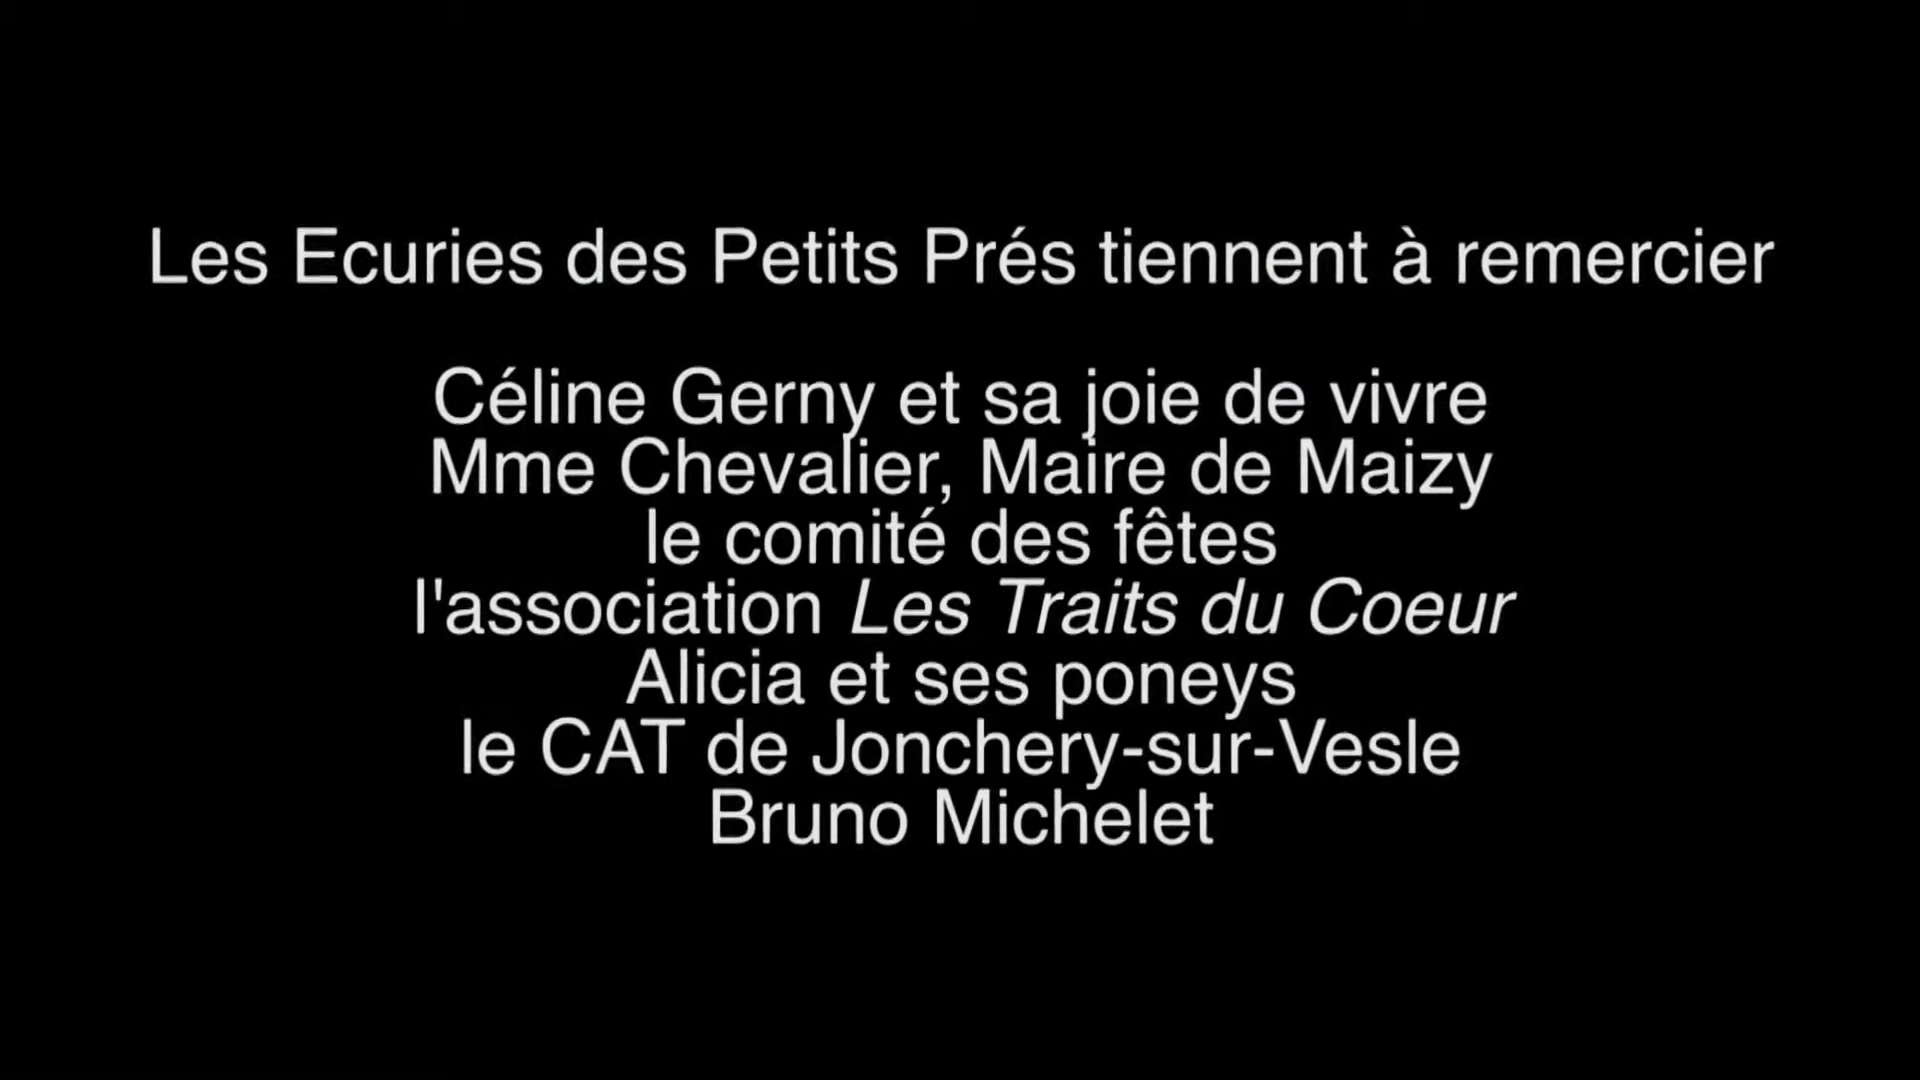 Les Ecuries des Petits Prés tiennent à remercier
Céline Gerny et sa joie de vivre
Mme Chevalier, Maire de Maizy
le comité des fêtes
l'association Les Traits du Coeur
Alicia et ses poneys
le CAT de Jonchery-sur-Vesle
Bruno Michelet